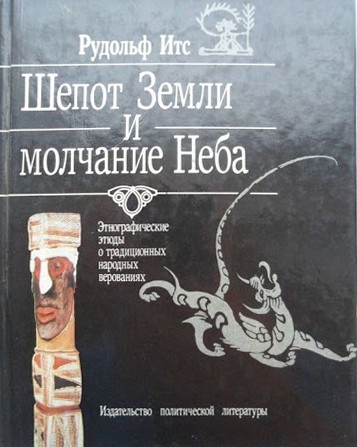 Рудольф Итс
Шепот Земли
и
молчание Неба
Этнографические
этюды
о традиционных
народных
верованиях
Издательство политической литературы